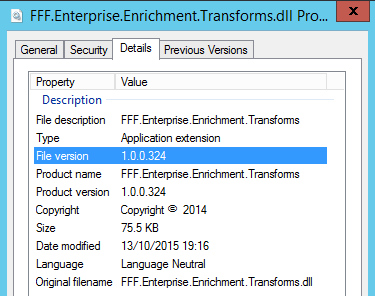 FFF.Enterprise.Enrichment.Transforms.dll Pro... x
General Security Details Previous Versions
Property Value
Description
File description FFF.Enterprise.Enrichment.Transforms
Type Application extension
File version 1.0.0.324
Product name FFF.Enterprise.Enrichment.Transforms
Product version 1.0.0.324
Copyright Copyright © 2014
Size 75.5 KB
Date modified 13/10/2015 19:16
Language Language Neutral
Original filename FFF.Enterprise.Enrichment.Transforms.dll